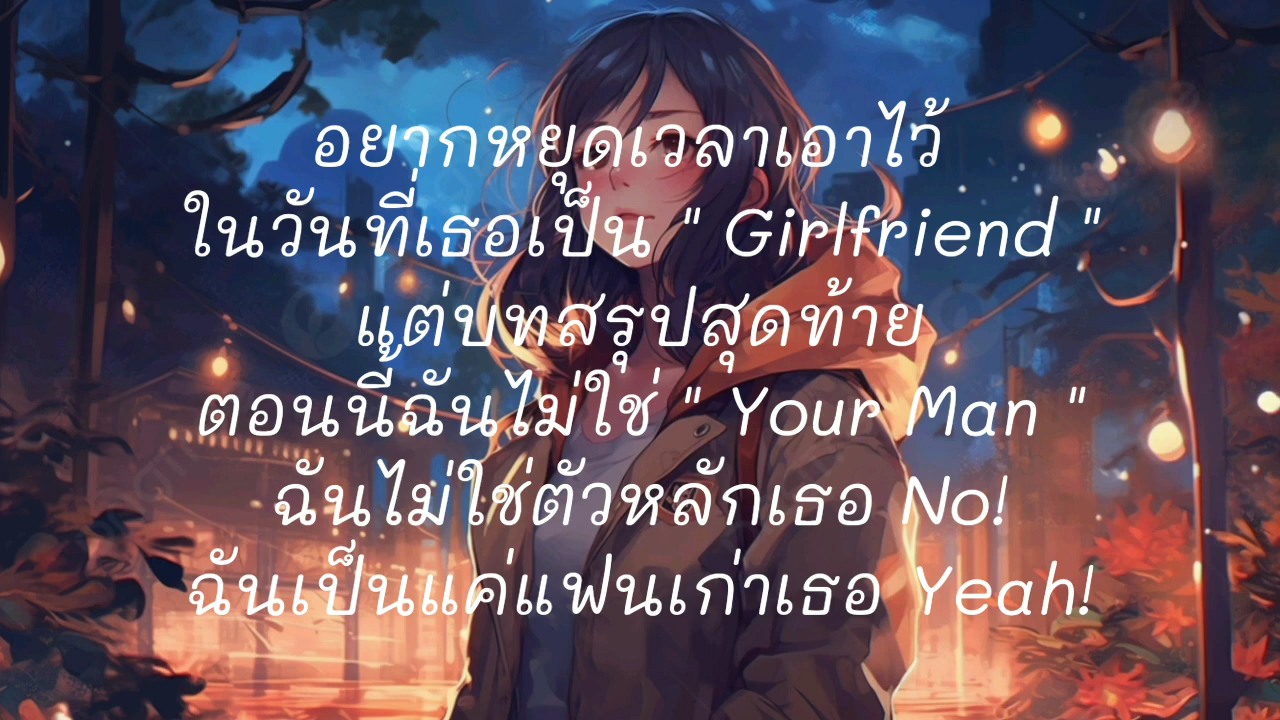 อยากหยุดเวลาเอาไว้
ในวันที่เธอเป็น " Girlfriend "
แต่บทสรุปสุดท้าย
ตอนนี้ฉันไม่ใช่ " Your Man "
ฉันไม่ใช่ตัวหลักเธอ No!
ฉันเป็นแค่แฟนเก่าเธอ Yeah!